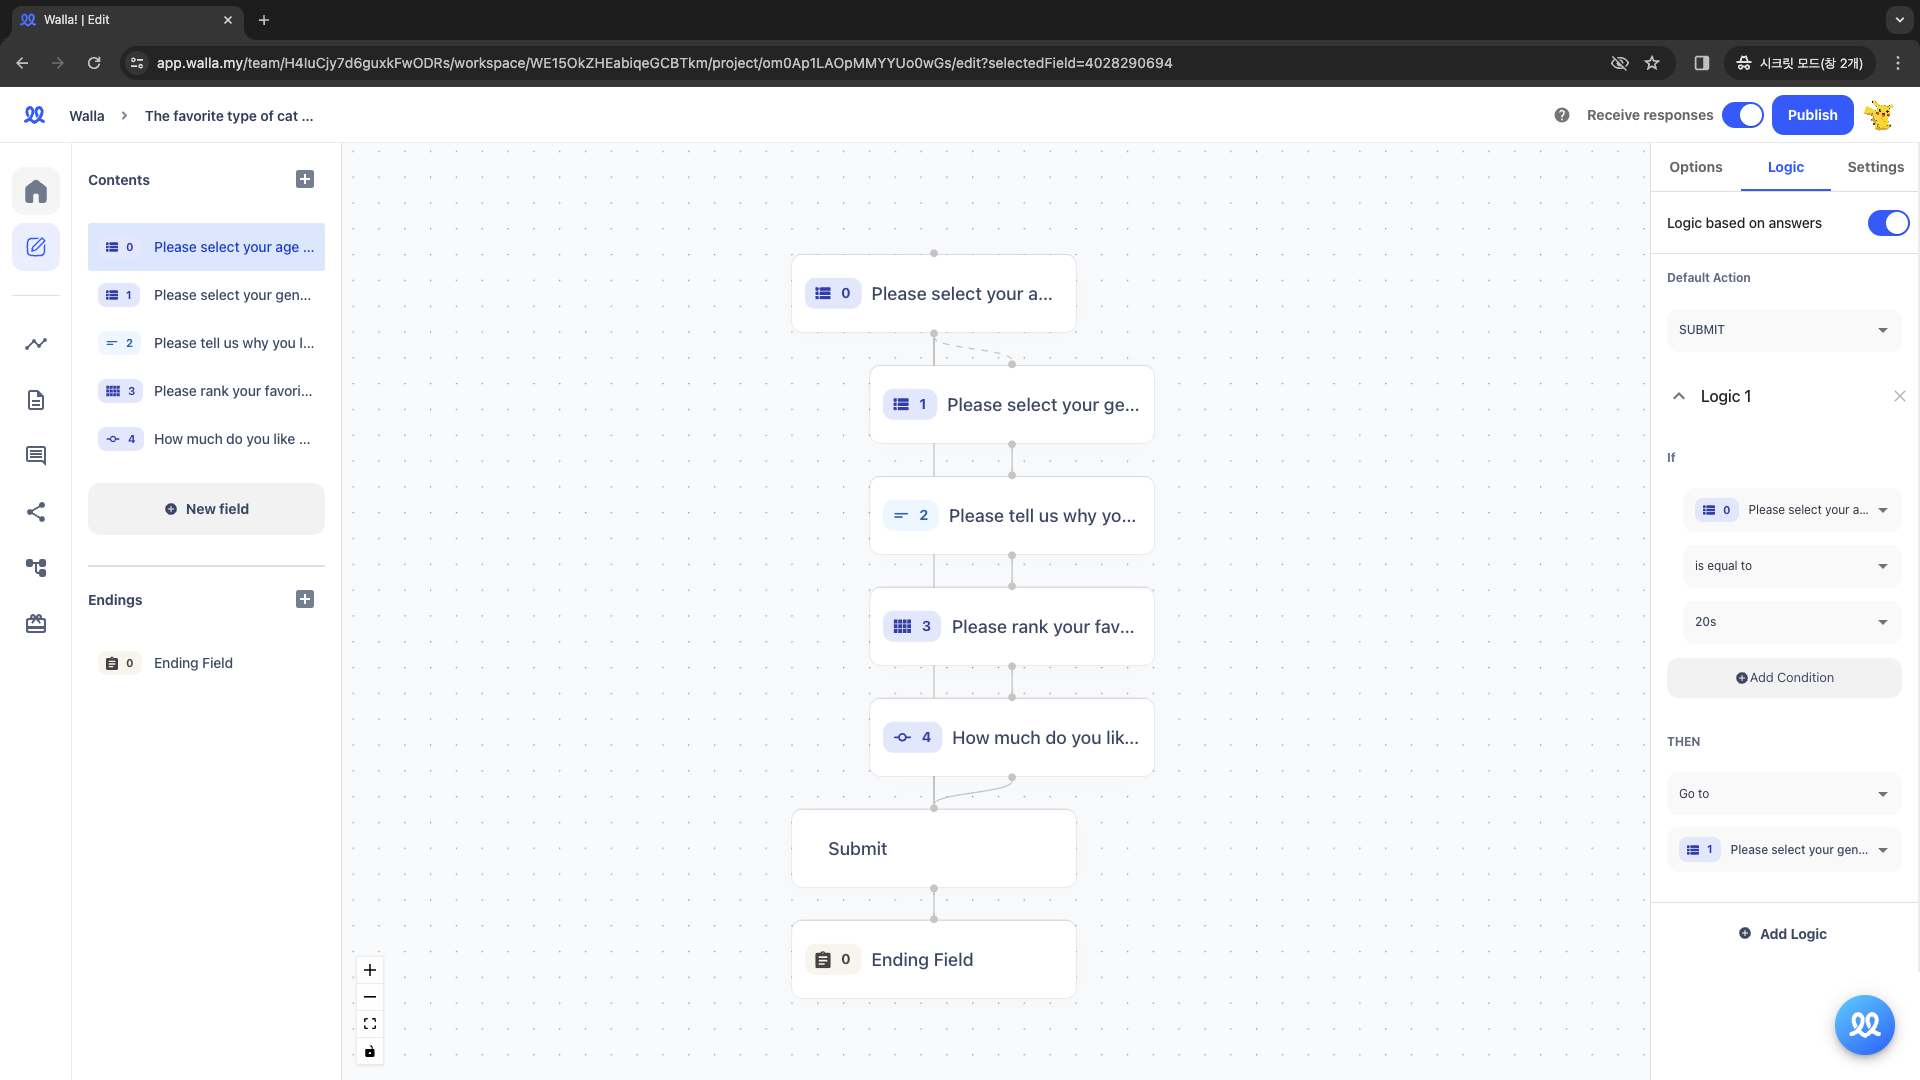 Walla! | Edit
app.walla.my/team/H4IuCjy7d6guxkFwODRs/workspace/WE15OkZHEabiqeGCBTkm/project/om0Ap1LAOpMMYYUo0wGs/edit?selectedField=4028290694
시크릿 모드(창 2개)
Walla
The favorite type of cat ...
Receive responses
Publish
Contents
0 Please select your age ...
1 Please select your gen...
2 Please tell us why you l...
3 Please rank your favori...
4 How much do you like ...
New field
Endings
0 Ending Field
0 Please select your a...
1 Please select your ge...
2 Please tell us why yo...
3 Please rank your fav...
4 How much do you lik...
Submit
0 Ending Field
Options Logic Settings
Logic based on answers
Default Action
SUBMIT
Logic 1
If
0 Please select your a...
is equal to
20s
Add Condition
THEN
Go to
1 Please select your gen...
Add Logic